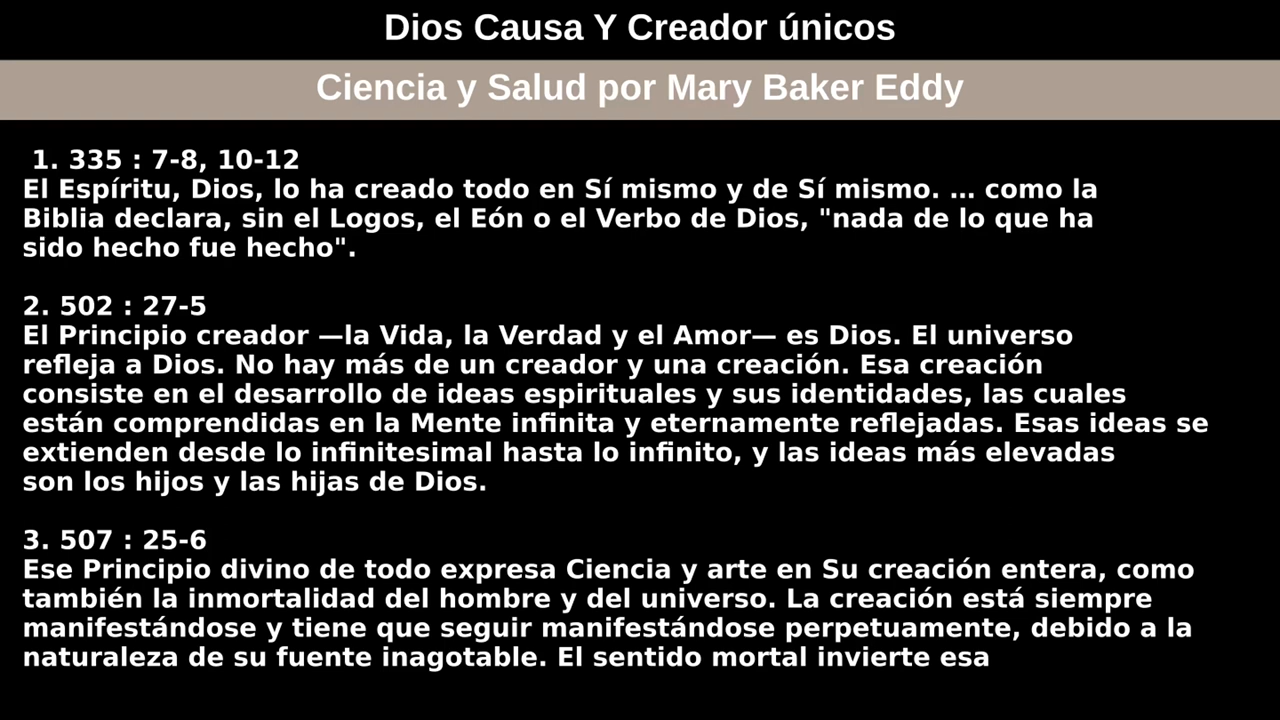 Dios Causa Y Creador únicos
Ciencia y Salud por Mary Baker Eddy
1. 335 : 7-8, 10-12
El Espíritu, Dios, lo ha creado todo en Sí mismo y de Sí mismo. … como la
Biblia declara, sin el Logos, el Eón o el Verbo de Dios, "nada de lo que ha
sido hecho fue hecho".
2. 502 : 27-5
El Principio creador —la Vida, la Verdad y el Amor— es Dios. El universo
refleja a Dios. No hay más de un creador y una creación. Esa creación
consiste en el desarrollo de ideas espirituales y sus identidades, las cuales
están comprendidas en la Mente infinita y eternamente reflejadas. Esas ideas se
extienden desde lo infinitesimal hasta lo infinito, y las ideas más elevadas
son los hijos y las hijas de Dios.
3. 507 : 25-6
Ese Principio divino de todo expresa Ciencia y arte en Su creación entera, como
también la inmortalidad del hombre y del universo. La creación está siempre
manifestándose y tiene que seguir manifestándose perpetuamente, debido a la
naturaleza de su fuente inagotable. El sentido mortal invierte esa